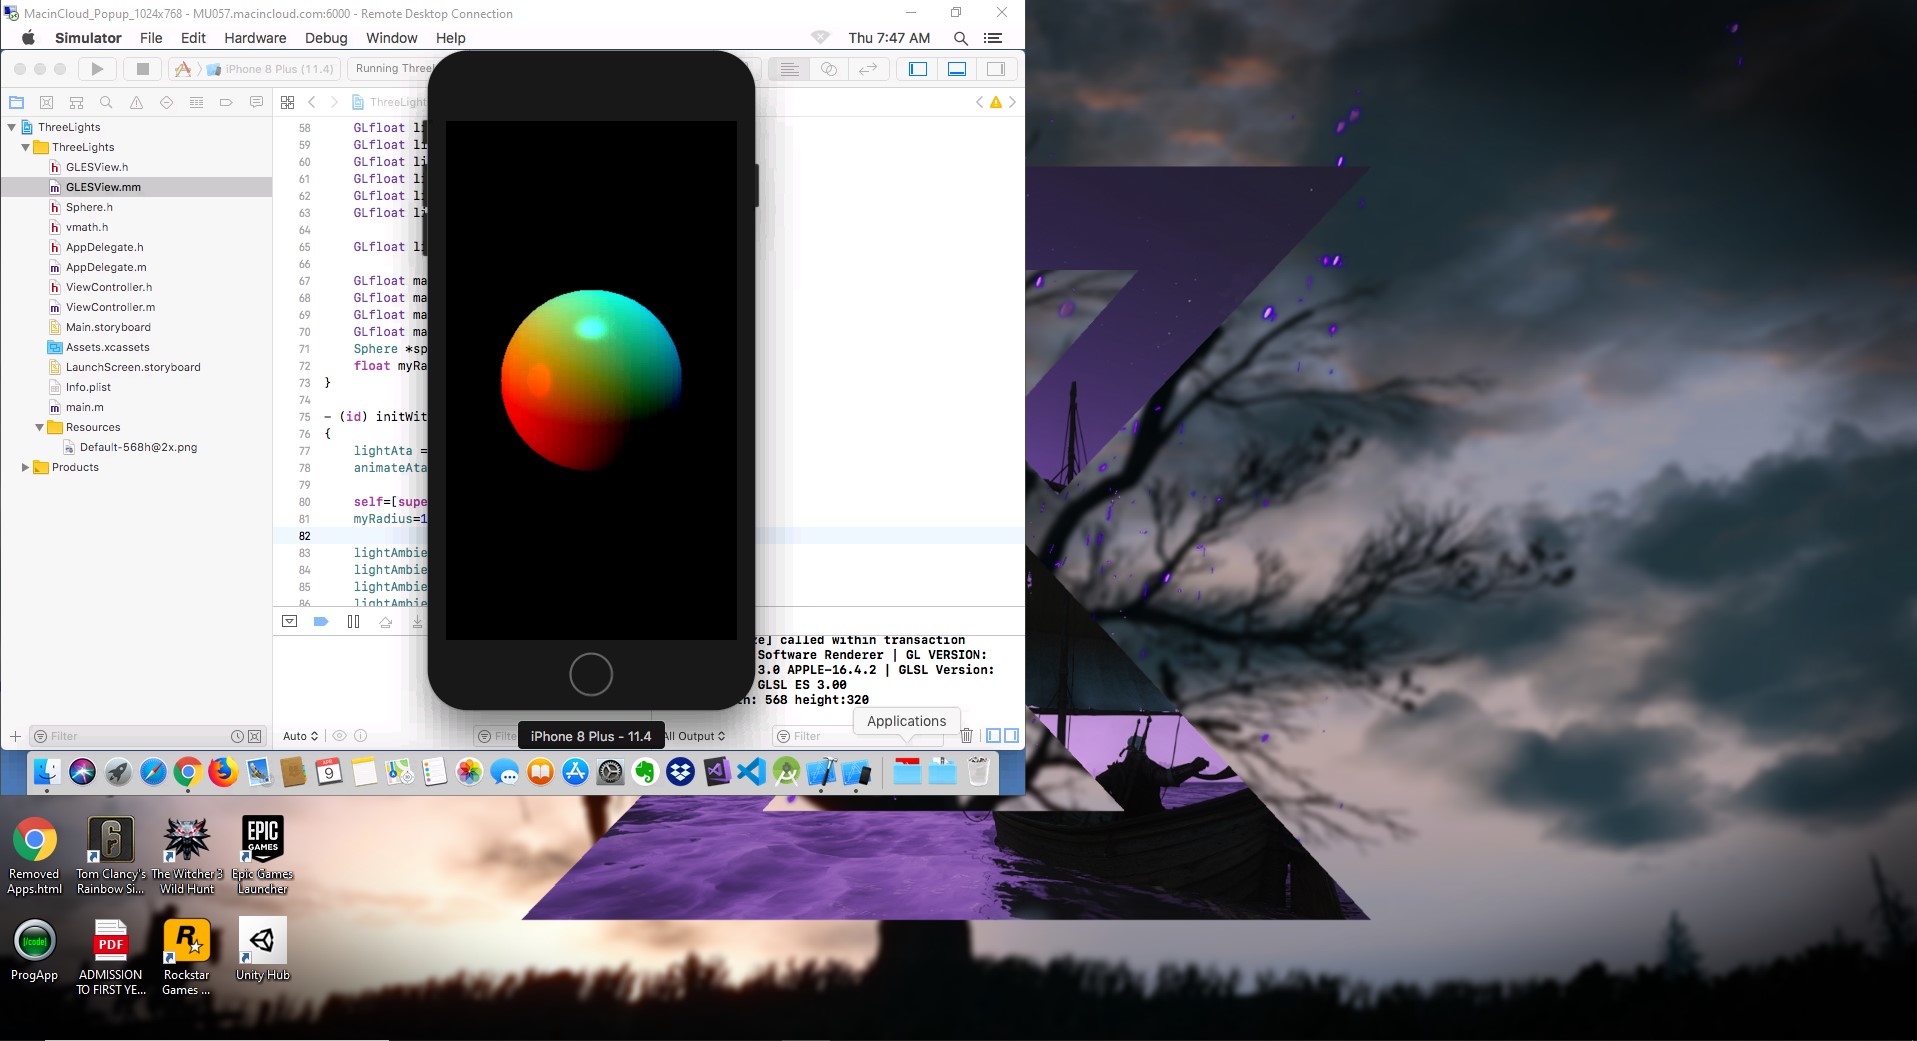 MacinCloud_Popup_1024x768 - MU057.macincloud.com:6000 - Remote Desktop Connection
Simulator File Edit Hardware Debug Window Help Thu 7:47 AM
iPhone 8 Plus (11.4) Running Three
ThreeLight
ThreeLights
ThreeLights
GLESView.h
GLESView.mm
Sphere.h
vmath.h
AppDelegate.h
AppDelegate.m
ViewController.h
ViewController.m
Main.storyboard
Assets.xcassets
LaunchScreen.storyboard
Info.plist
main.m
Resources
Default-568h@2x.png
Products
58 GLfloat li
59 GLfloat li
60 GLfloat li
61 GLfloat li
62 GLfloat li
63 GLfloat li
64
65 GLfloat li
66
67 GLfloat ma
68 GLfloat ma
69 GLfloat ma
70 GLfloat ma
71 Sphere *sp
72 float myRa
73 }
74
75 - (id) initWit
76 {
77 lightAta =
78 animateAta
79
80 self=[supe
81 myRadius=1
82
83 lightAmbie
84 lightAmbie
85 lightAmbie
86 lightAmbie
ze] called within transaction
Software Renderer | GL VERSION:
3.0 APPLE-16.4.2 | GLSL Version:
GLSL ES 3.00
h: 568 height:320
Applications
Filter Auto Filte iPhone 8 Plus - 11.4 All Output Filter
APR
9
EPIC
GAMES
Removed
Apps.html
Tom Clancy's
Rainbow Si...
The Witcher 3
Wild Hunt
Epic Games
Launcher
[/code]
PDF
R
ProgApp
ADMISSION
TO FIRST YE...
Rockstar
Games ...
Unity Hub